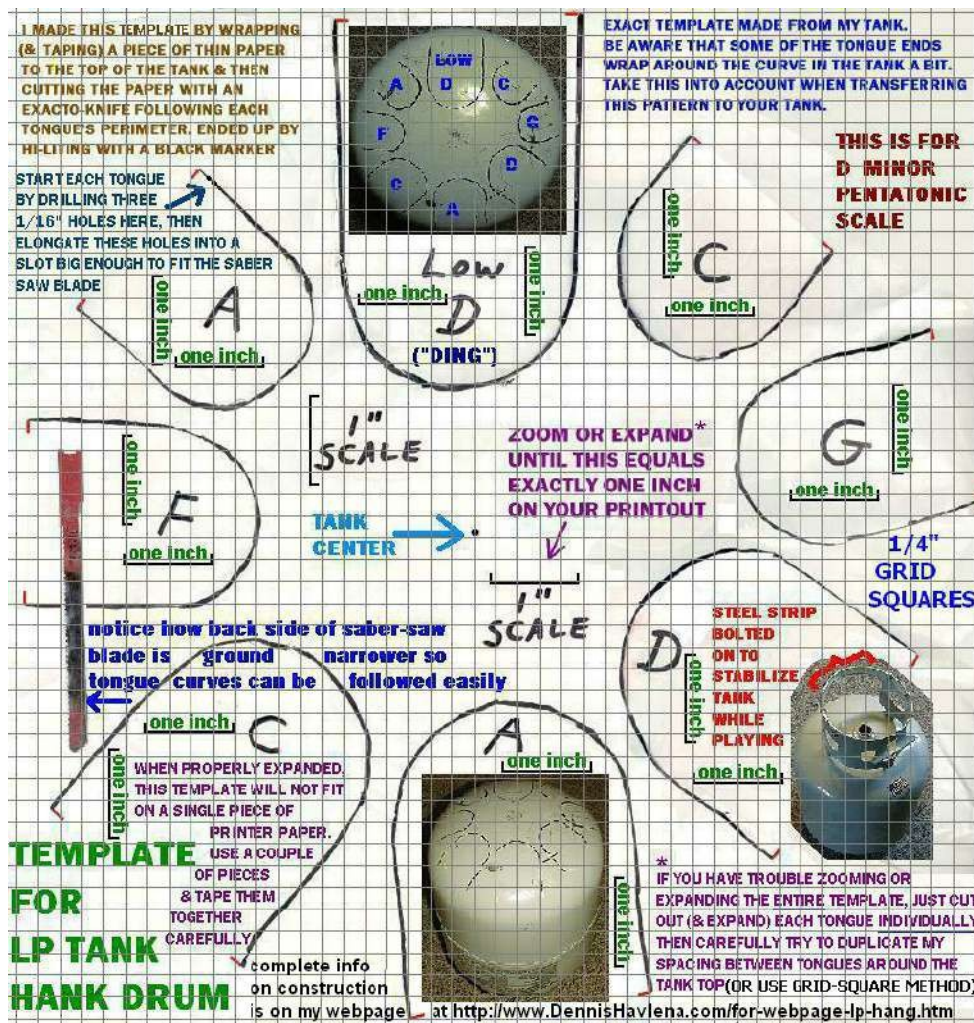 I MADE THIS TEMPLATE BY WRAPPING
(& TAPING) A PIECE OF THIN PAPER
TO THE TOP OF THE TANK & THEN
CUTTING THE PAPER WITH AN
EXACTO-KNIFE FOLLOWING EACH
TONGUE'S PERIMETER. ENDED UP BY
HI-LITING WITH A BLACK MARKER
EXACT TEMPLATE MADE FROM MY TANK.
BE AWARE THAT SOME OF THE TONGUE ENDS
WRAP AROUND THE CURVE IN THE TANK A BIT.
TAKE THIS INTO ACCOUNT WHEN TRANSFERRING
THIS PATTERN TO YOUR TANK.
LOW
A D C
F G
C D
A
THIS IS FOR
D MINOR
PENTATONIC
SCALE
START EACH TONGUE
BY DRILLING THREE
1/16" HOLES HERE, THEN
ELONGATE THESE HOLES INTO A
SLOT BIG ENOUGH TO FIT THE SABER
SAW BLADE
A
one inch
one inch
LOW
D
("DING")
one inch
one inch
C
one inch
one inch
G
one inch
one inch
F
one inch
one inch
1"
SCALE
ZOOM OR EXPAND*
UNTIL THIS EQUALS
EXACTLY ONE INCH
ON YOUR PRINTOUT
TANK
CENTER
1"
SCALE
1/4"
GRID
SQUARES
notice how back side of saber-saw
blade is ground narrower so
tongue curves can be followed easily
D
one inch
one inch
STEEL STRIP
BOLTED
ON TO
STABILIZE
TANK
WHILE
PLAYING
C
one inch
one inch
A
one inch
one inch
WHEN PROPERLY EXPANDED,
THIS TEMPLATE WILL NOT FIT
ON A SINGLE PIECE OF
PRINTER PAPER.
USE A COUPLE
OF PIECES
& TAPE THEM
TOGETHER
CAREFULLY
TEMPLATE
FOR
LP TANK
HANK DRUM
*
IF YOU HAVE TROUBLE ZOOMING OR
EXPANDING THE ENTIRE TEMPLATE, JUST CUT
OUT (& EXPAND) EACH TONGUE INDIVIDUALLY
THEN CAREFULLY TRY TO DUPLICATE MY
SPACING BETWEEN TONGUES AROUND THE
TANK TOP(OR USE GRID-SQUARE METHOD)
complete info
on construction
is on my webpage at http://www.DennisHavlena.com/for-webpage-lp-hang.htm